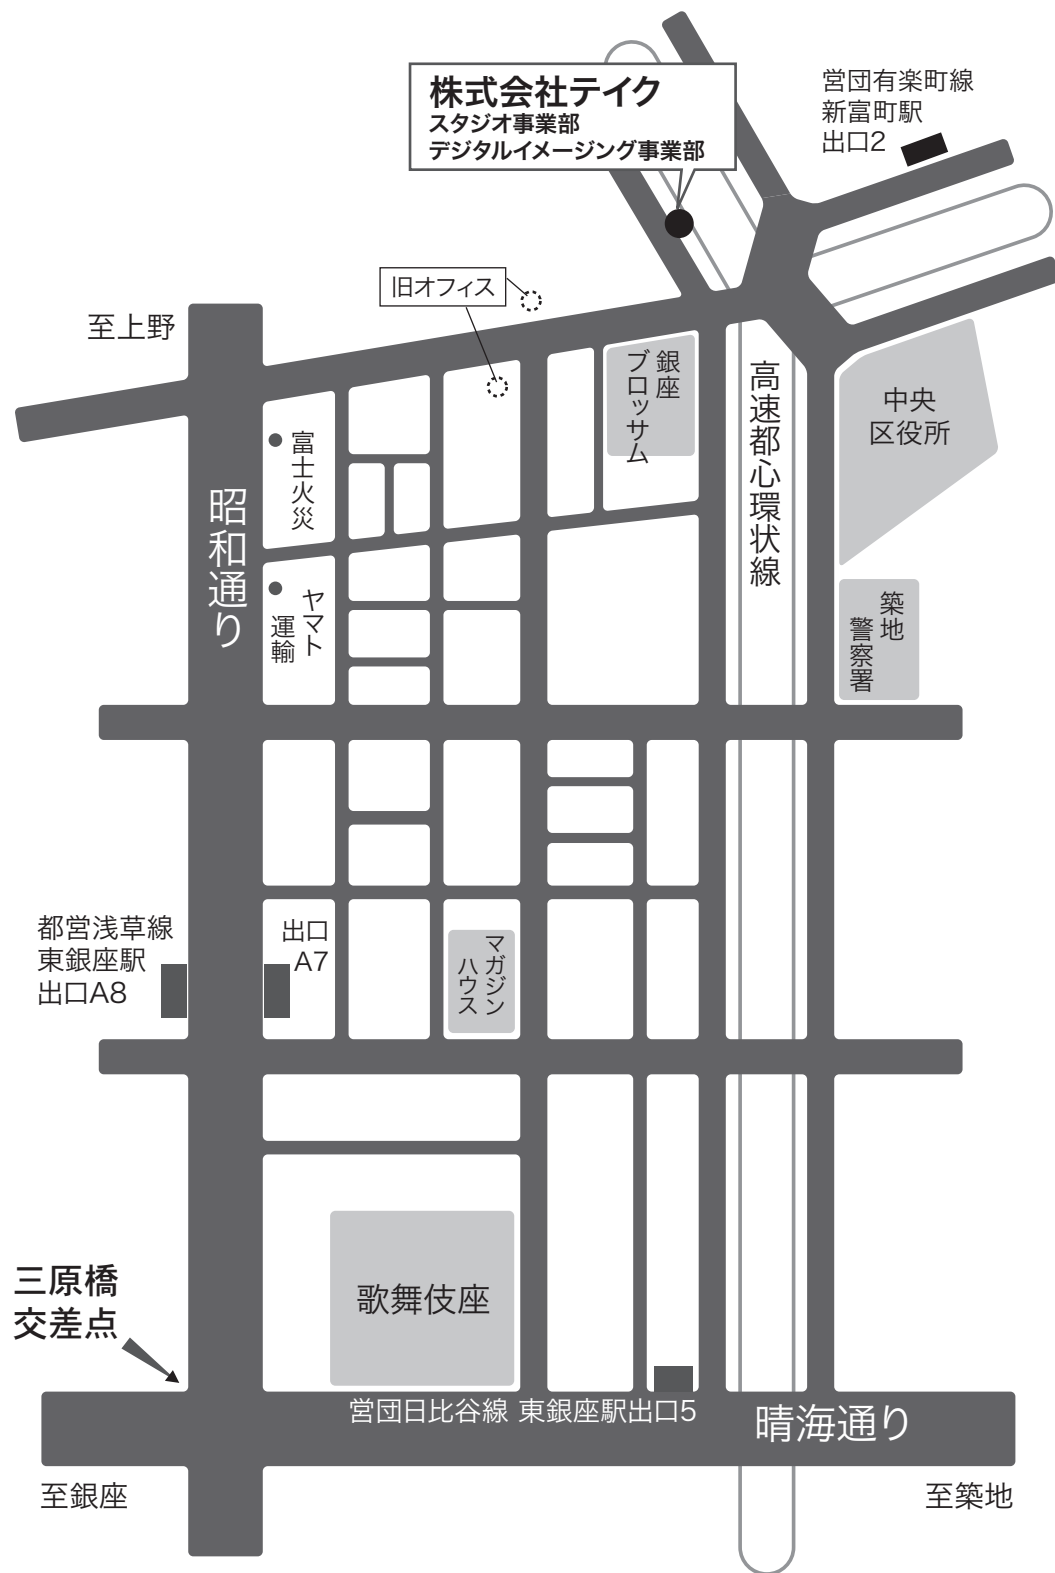 株式会社テイク
スタジオ事業部
デジタルイメージング事業部
営団有楽町線
新富町駅
出口2
旧オフィス
至上野
銀座
ブロッサム
高速都心環状線
中央
区役所
富士火災
昭和通り
ヤマト
運輸
築地
警察署
都営浅草線
東銀座駅
出口A8
出口
A7
マガジン
ハウス
三原橋
交差点
歌舞伎座
営団日比谷線 東銀座駅出口5
晴海通り
至銀座
至築地